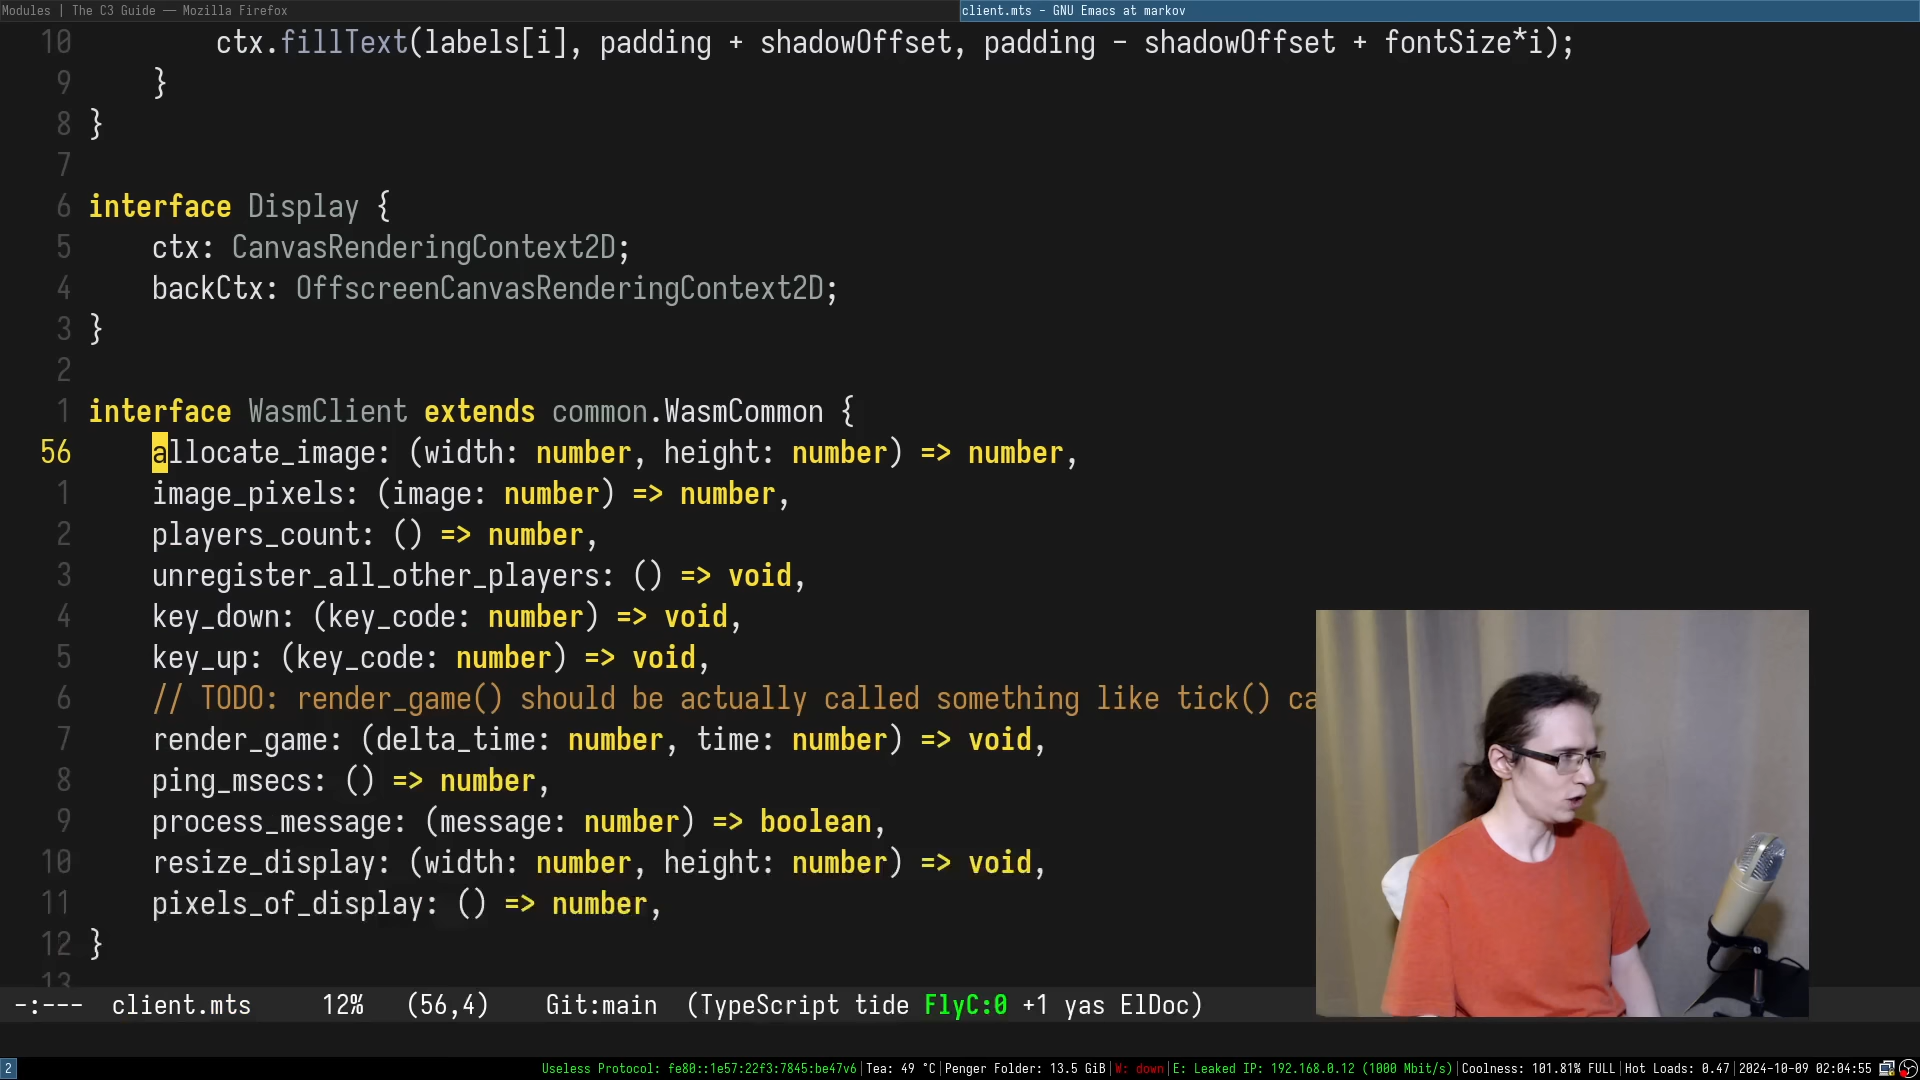 Modules | The C3 Guide — Mozilla Firefox
client.mts - GNU Emacs at markov
10 ctx.fillText(labels[i], padding + shadowOffset, padding - shadowOffset + fontSize*i);
9 }
8 }
7
6 interface Display {
5 ctx: CanvasRenderingContext2D;
4 backCtx: OffscreenCanvasRenderingContext2D;
3 }
2
1 interface WasmClient extends common.WasmCommon {
56 allocate_image: (width: number, height: number) => number,
1 image_pixels: (image: number) => number,
2 players_count: () => number,
3 unregister_all_other_players: () => void,
4 key_down: (key_code: number) => void,
5 key_up: (key_code: number) => void,
6 // TODO: render_game() should be actually called something like tick() ca
7 render_game: (delta_time: number, time: number) => void,
8 ping_msecs: () => number,
9 process_message: (message: number) => boolean,
10 resize_display: (width: number, height: number) => void,
11 pixels_of_display: () => number,
12 }
13
-:--- client.mts 12% (56,4) Git:main (TypeScript tide FlyC:0 +1 yas ElDoc)
2 Useless Protocol: fe80::1e57:22f3:7845:be47v6|Tea: 49 °C|Penger Folder: 13.5 GiB|W: down|E: Leaked IP: 192.168.0.12 (1000 Mbit/s)|Coolness: 101.81% FULL|Hot Loads: 0.47|2024-10-09 02:04:55